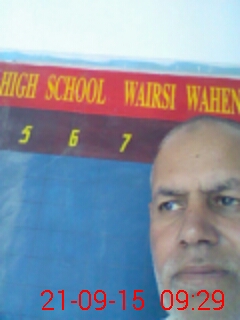 HIGH SCHOOL WAIRSI WAHEN
5 6 7
21-09-15 09:29